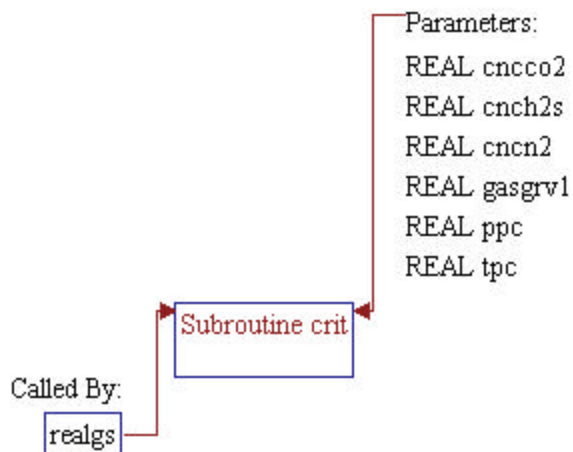 Parameters:
REAL cncco2
REAL cnch2s
REAL cncn2
REAL gasgrv1
REAL ppc
REAL tpc
Subroutine crit
Called By:
realgs